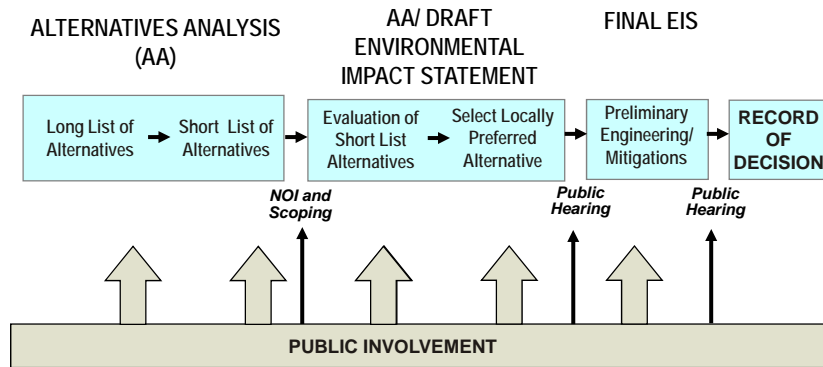 ALTERNATIVES ANALYSIS
(AA)
AA/ DRAFT
ENVIRONMENTAL
IMPACT STATEMENT
FINAL EIS
Long List of
Alternatives
Short List of
Alternatives
Evaluation of
Short List
Alternatives
Select Locally
Preferred
Alternative
Preliminary
Engineering/
Mitigations
RECORD
OF
DECISION
NOI and
Scoping
Public
Hearing
Public
Hearing
PUBLIC INVOLVEMENT